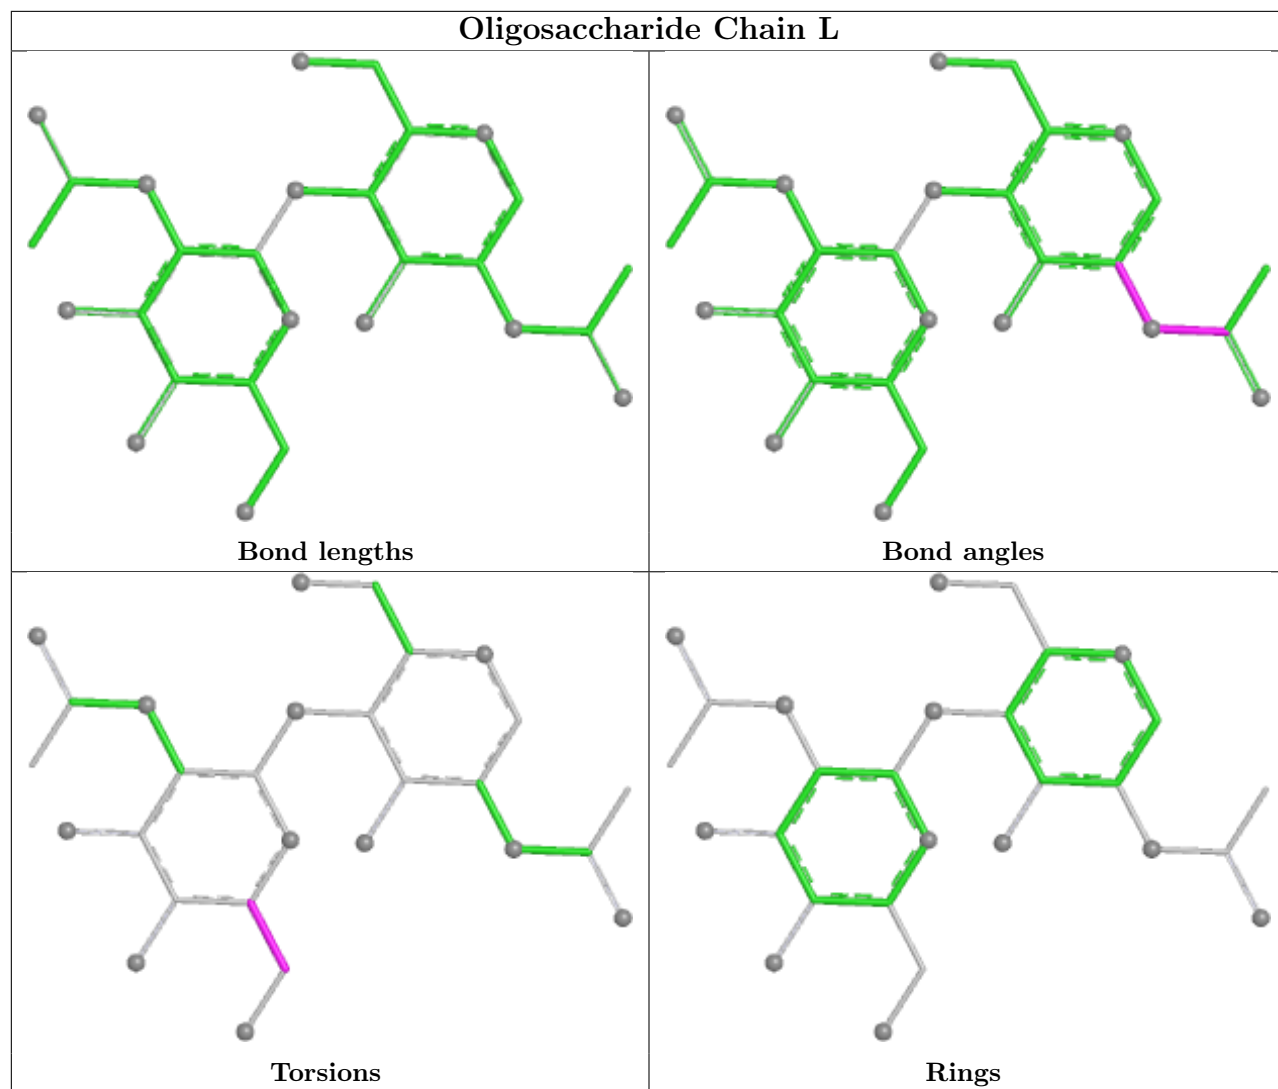 Oligosaccharide Chain L
Bond lengths
Bond angles
Torsions
Rings